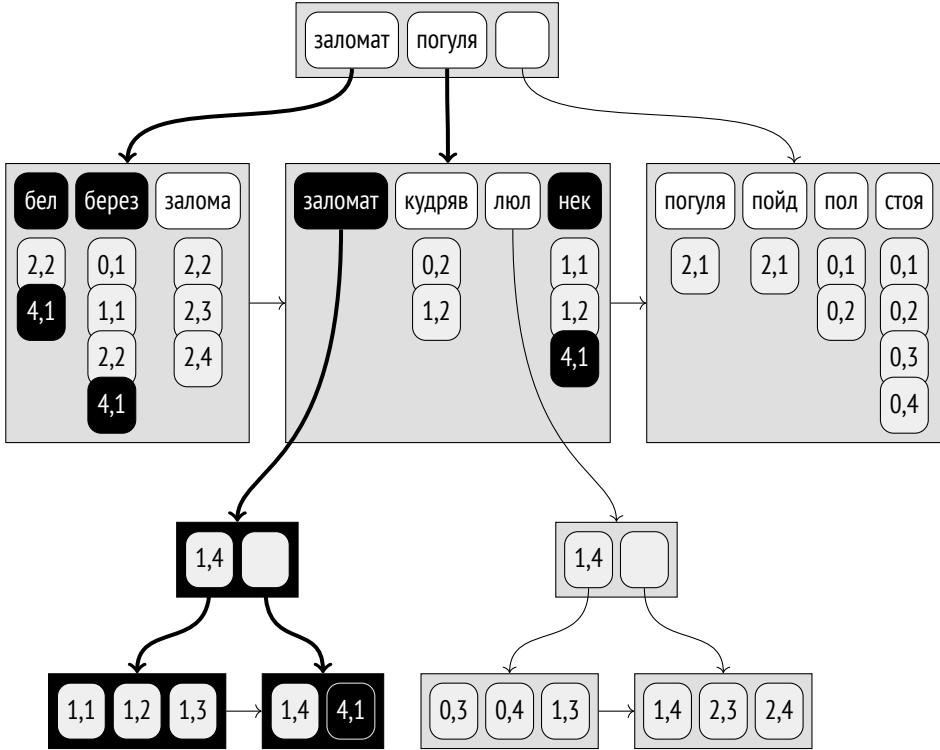 заломат погуля
бел берез залома заломат кудряв люл нек погуля пойд пол стоя
2,2 0,1 2,2 0,2 1,1 2,1 2,1 0,1 0,1
4,1 1,1 2,3 1,2 1,2 0,2 0,2
2,2 2,4 4,1 0,3
4,1 0,4
1,4 1,4
1,1 1,2 1,3 1,4 4,1 0,3 0,4 1,3 1,4 2,3 2,4